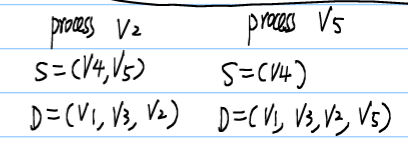 process V2 process V5
S=(V4,V5) S=(V4)
D=(V1, V3, V2) D=(V1, V3, V2, V5)